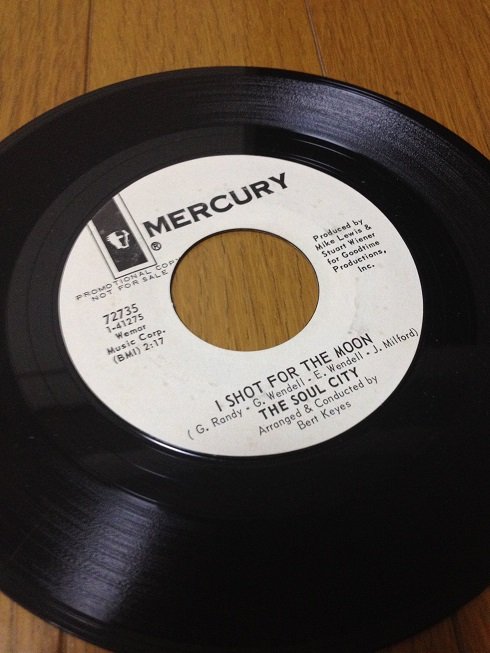 MERCURY
®
Produced by
Mike Lewis &
Stuart Wiener
for Goodtime
Productions,
Inc.
PROMOTIONAL COPY
NOT FOR SALE
72735
1-41275
Wemar
Music Corp.
(BMI) 2:17
I SHOT FOR THE MOON
( G. Randy - G. Wendell - E. Wendell - J. Milford)
THE SOUL CITY
Arranged & Conducted by
Bert Keyes